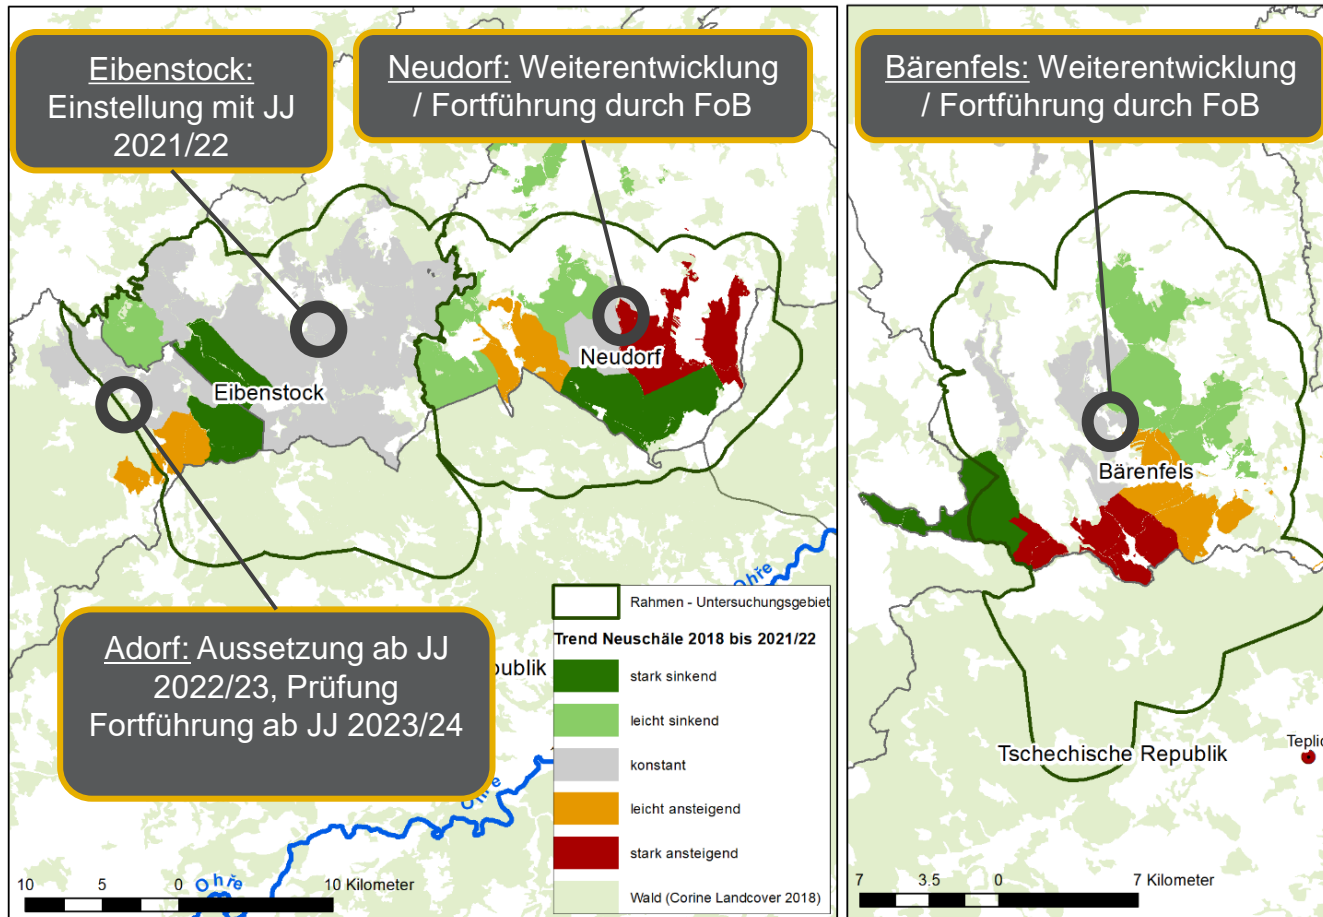 Eibenstock:
Einstellung mit JJ
2021/22
Neudorf: Weiterentwicklung
/ Fortführung durch FoB
Bärenfels: Weiterentwicklung
/ Fortführung durch FoB
Neudorf
Eibenstock
Bärenfels
Adorf: Aussetzung ab JJ
2022/23, Prüfung
Fortführung ab JJ 2023/24
publik
Ohře
Ohře
Ohře
Ohře
Rahmen - Untersuchungsgebiet
Trend Neuschäle 2018 bis 2021/22
stark sinkend
leicht sinkend
konstant
leicht ansteigend
stark ansteigend
Wald (Corine Landcover 2018)
10 5 0 10 Kilometer
Tschechische Republik
Teplic
7 3.5 0 7 Kilometer